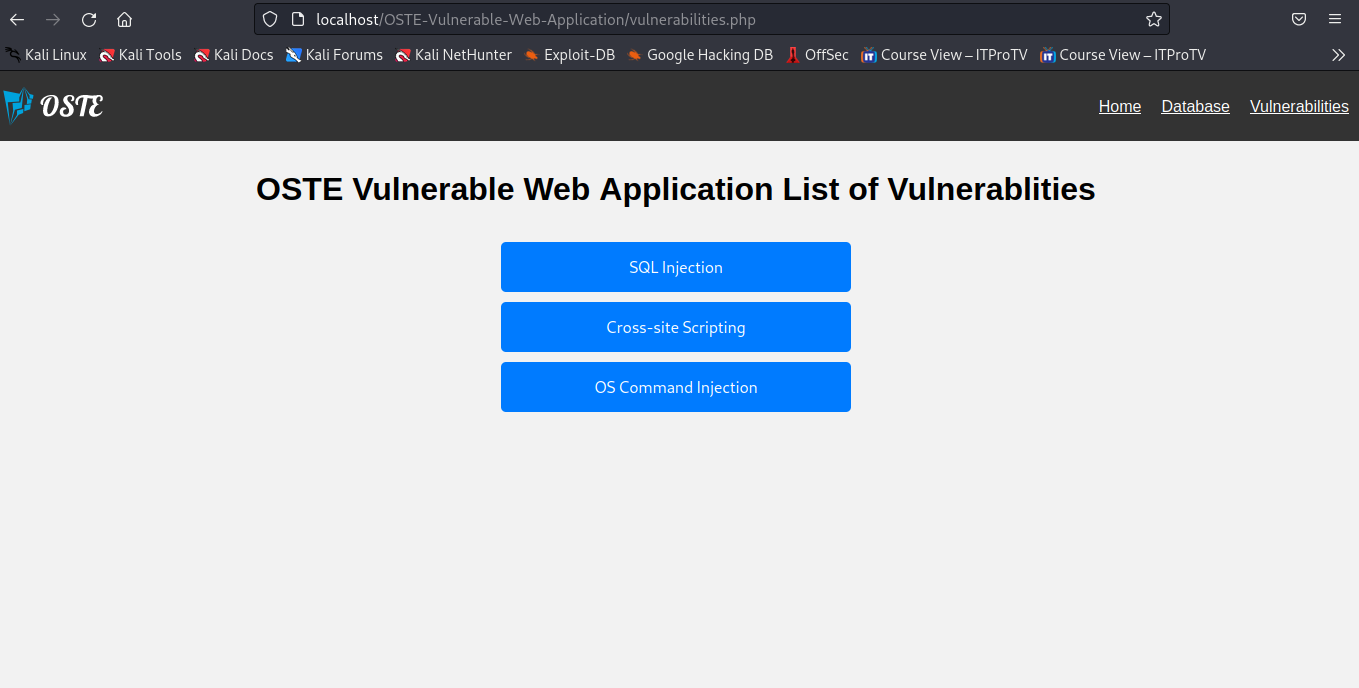 localhost/OSTE-Vulnerable-Web-Application/vulnerabilities.php
Kali Linux Kali Tools Kali Docs Kali Forums Kali NetHunter Exploit-DB Google Hacking DB OffSec Course View – ITProTV Course View – ITProTV
OSTE Home Database Vulnerabilities
OSTE Vulnerable Web Application List of Vulnerablities
SQL Injection
Cross-site Scripting
OS Command Injection